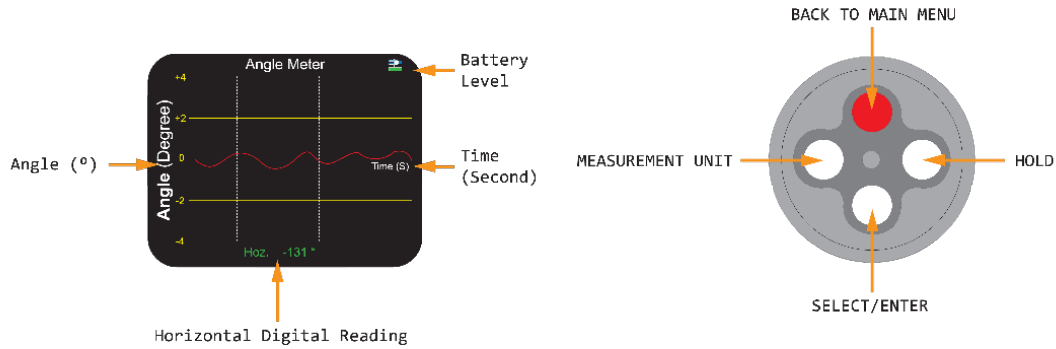 BACK TO MAIN MENU
Angle Meter
Battery
Level
+4
+2
Angle (Degree)
Angle (º)
0
Time (S)
Time
(Second)
MEASUREMENT UNIT
HOLD
-2
-4
Hoz. -131 °
SELECT/ENTER
Horizontal Digital Reading